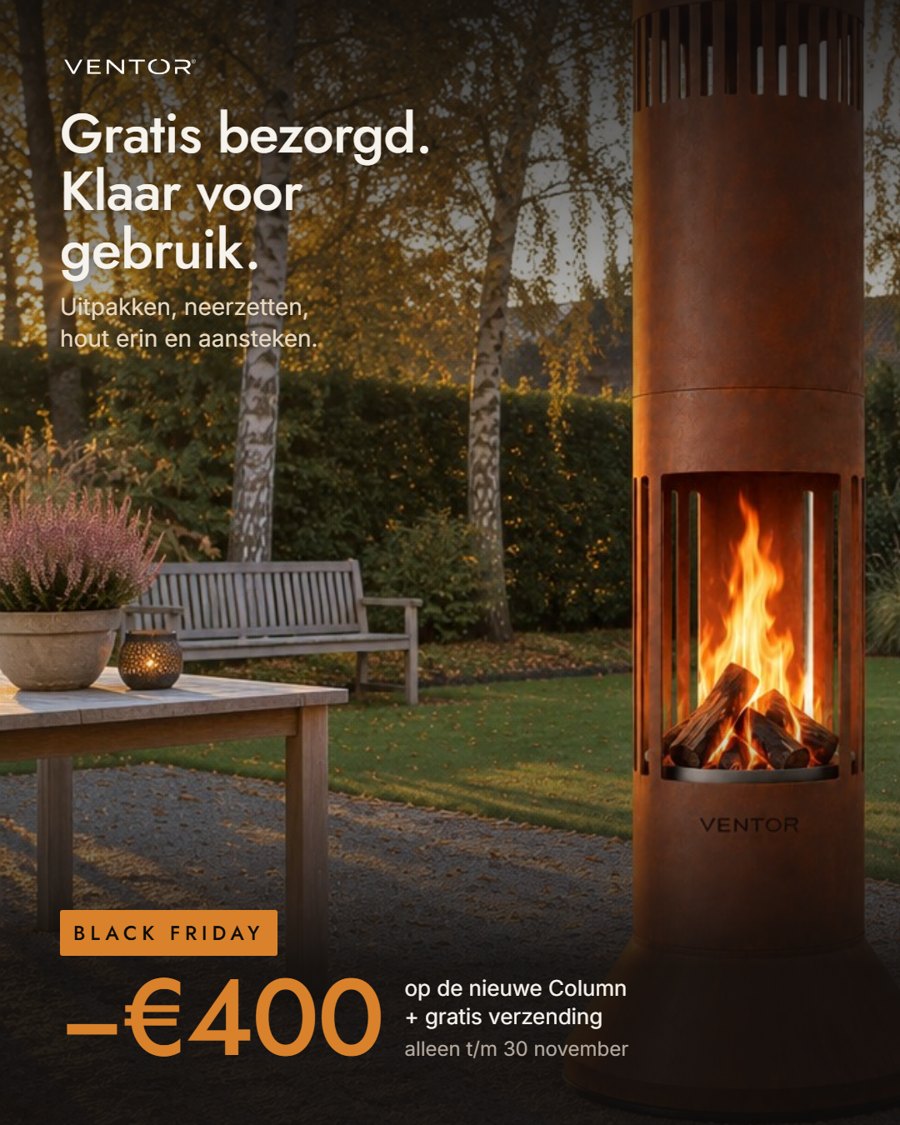 VENTOR
Gratis bezorgd.
Klaar voor
gebruik.
Uitpakken, neerzetten,
hout erin en aansteken.
VENTOR
BLACK FRIDAY
–€400
op de nieuwe Column
+ gratis verzending
alleen t/m 30 november